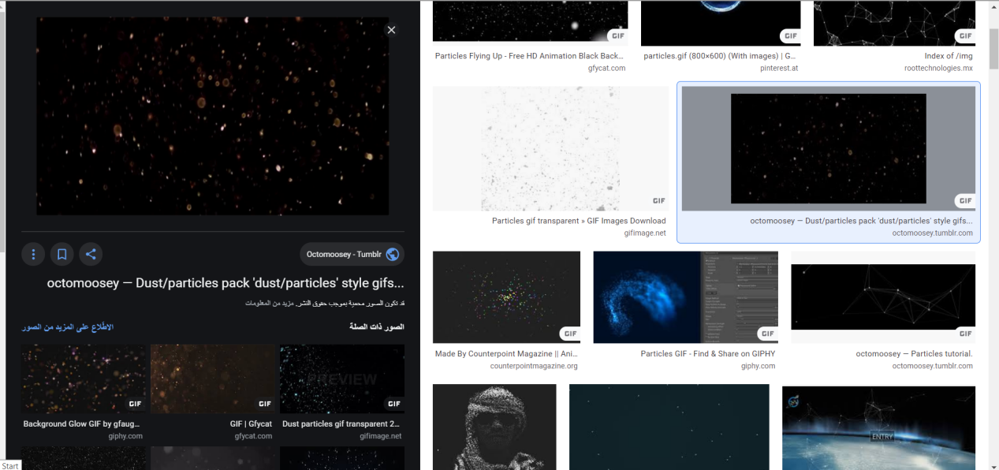 Octomoosey - Tumblr
octomoosey — Dust/particles pack 'dust/particles' style gifs...
قد تكون الصور محمية بموجب حقوق النشر. مزيد من المعلومات
الصور ذات الصلة
الاطّلاع على المزيد من الصور
PREVIEW
GIF
GIF
GIF
Background Glow GIF by gfaug...
giphy.com
GIF | Gfycat
gfycat.com
Dust particles gif transparent 2...
gifimage.net
Start
GIF
GIF
GIF
Particles Flying Up - Free HD Animation Black Back...
gfycat.com
particles.gif (800×600) (With images) | G...
pinterest.at
Index of /img
roottechnologies.mx
GIF
GIF
Particles gif transparent » GIF Images Download
gifimage.net
octomoosey — Dust/particles pack 'dust/particles' style gifs...
octomoosey.tumblr.com
GIF
GIF
GIF
Made By Counterpoint Magazine || Ani...
counterpointmagazine.org
Particles GIF - Find & Share on GIPHY
giphy.com
octomoosey — Particles tutorial.
octomoosey.tumblr.com
ENTRY